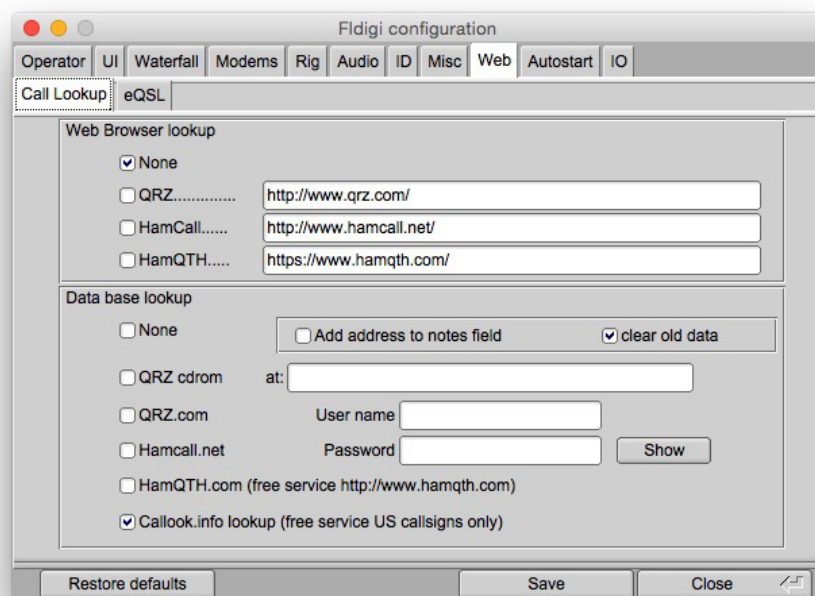 Fldigi configuration
Operator UI Waterfall Modems Rig Audio ID Misc Web Autostart IO
Call Lookup eQSL
Web Browser lookup
None
QRZ.............. http://www.qrz.com/
HamCall...... http://www.hamcall.net/
HamQTH..... https://www.hamqth.com/
Data base lookup
None Add address to notes field clear old data
QRZ cdrom at:
QRZ.com User name
Hamcall.net Password Show
HamQTH.com (free service http://www.hamqth.com)
Callook.info lookup (free service US callsigns only)
Restore defaults Save Close